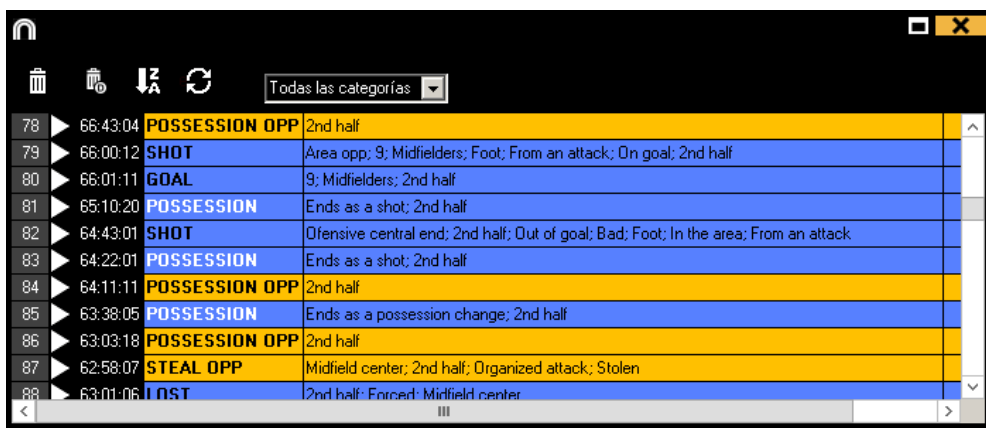 Todas las categorías
78 66:43:04 POSSESSION OPP 2nd half
79 66:00:12 SHOT Area opp; 9; Midfielders; Foot; From an attack; On goal; 2nd half
80 66:01:11 GOAL 9; Midfielders; 2nd half
81 65:10:20 POSSESSION Ends as a shot; 2nd half
82 64:43:01 SHOT Ofensive central end; 2nd half; Out of goal; Bad; Foot; In the area; From an attack
83 64:22:01 POSSESSION Ends as a shot; 2nd half
84 64:11:11 POSSESSION OPP 2nd half
85 63:38:05 POSSESSION Ends as a possession change; 2nd half
86 63:03:18 POSSESSION OPP 2nd half
87 62:58:07 STEAL OPP Midfield center; 2nd half; Organized attack; Stolen
88 63:01:06 LOST 2nd half; Forced; Midfield center